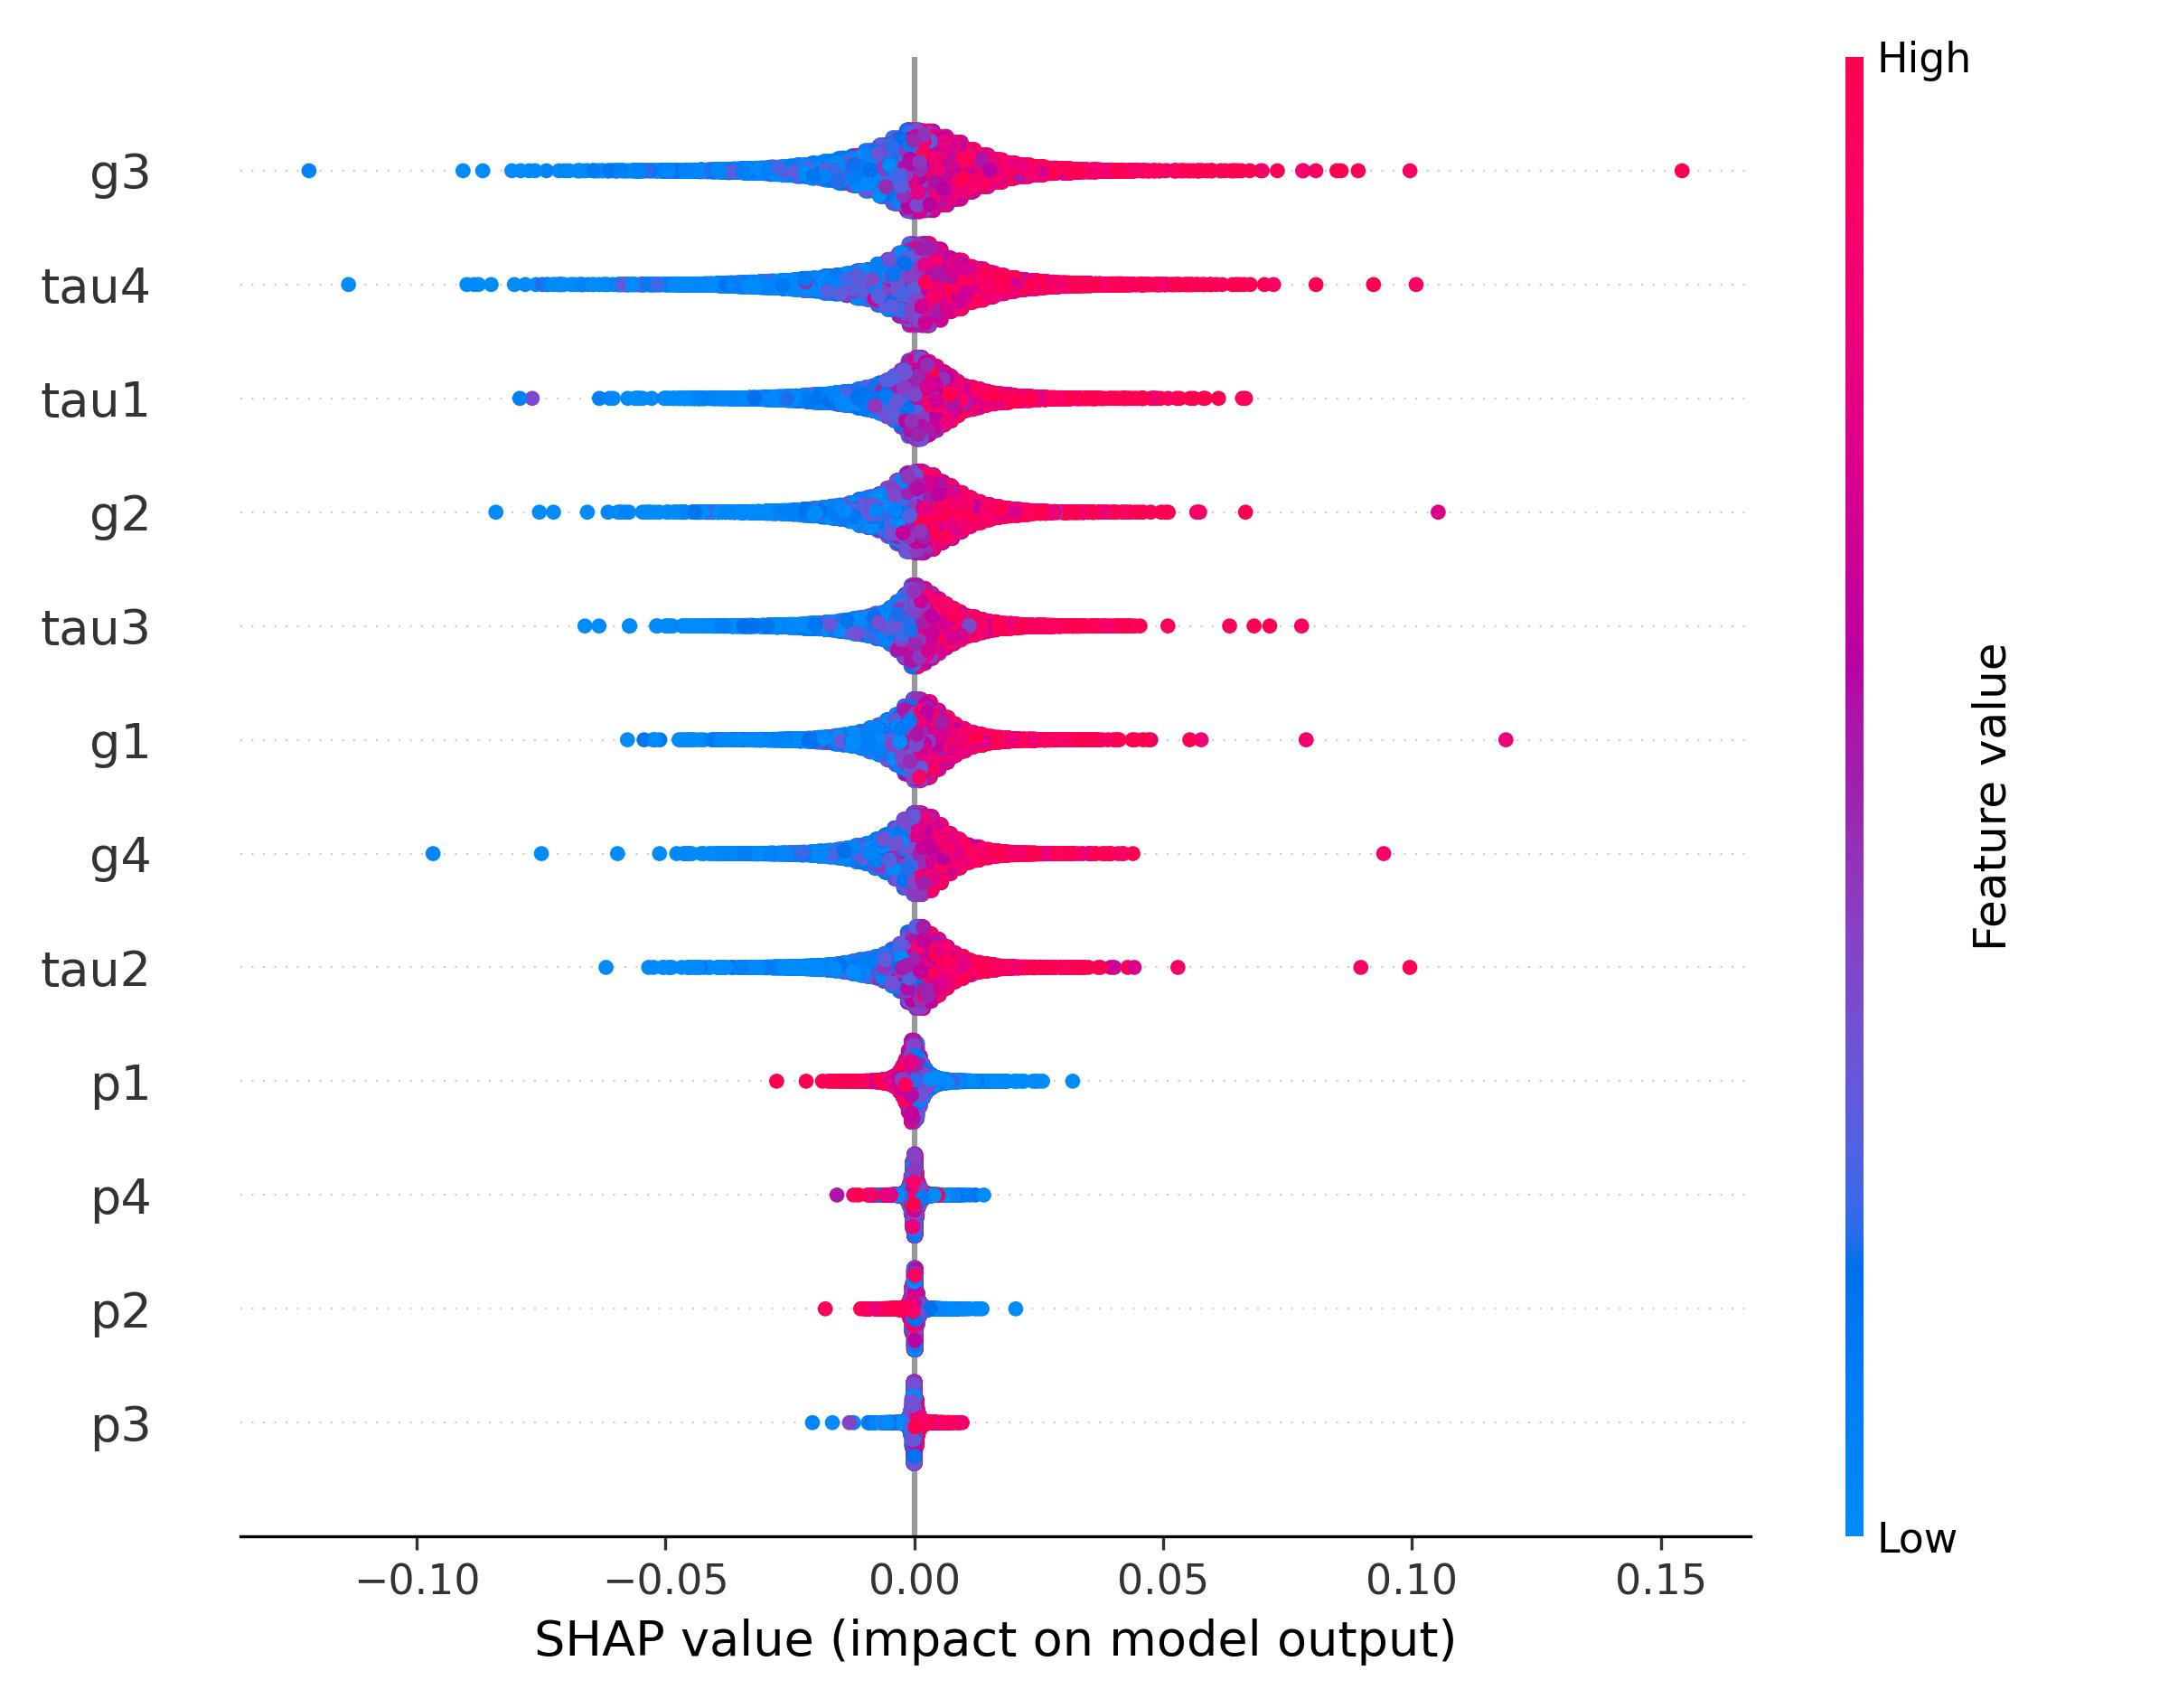 High
g3
tau4
tau1
g2
tau3
g1
g4
tau2
p1
p4
p2
p3
Feature value
Low
−0.10 −0.05 0.00 0.05 0.10 0.15
SHAP value (impact on model output)